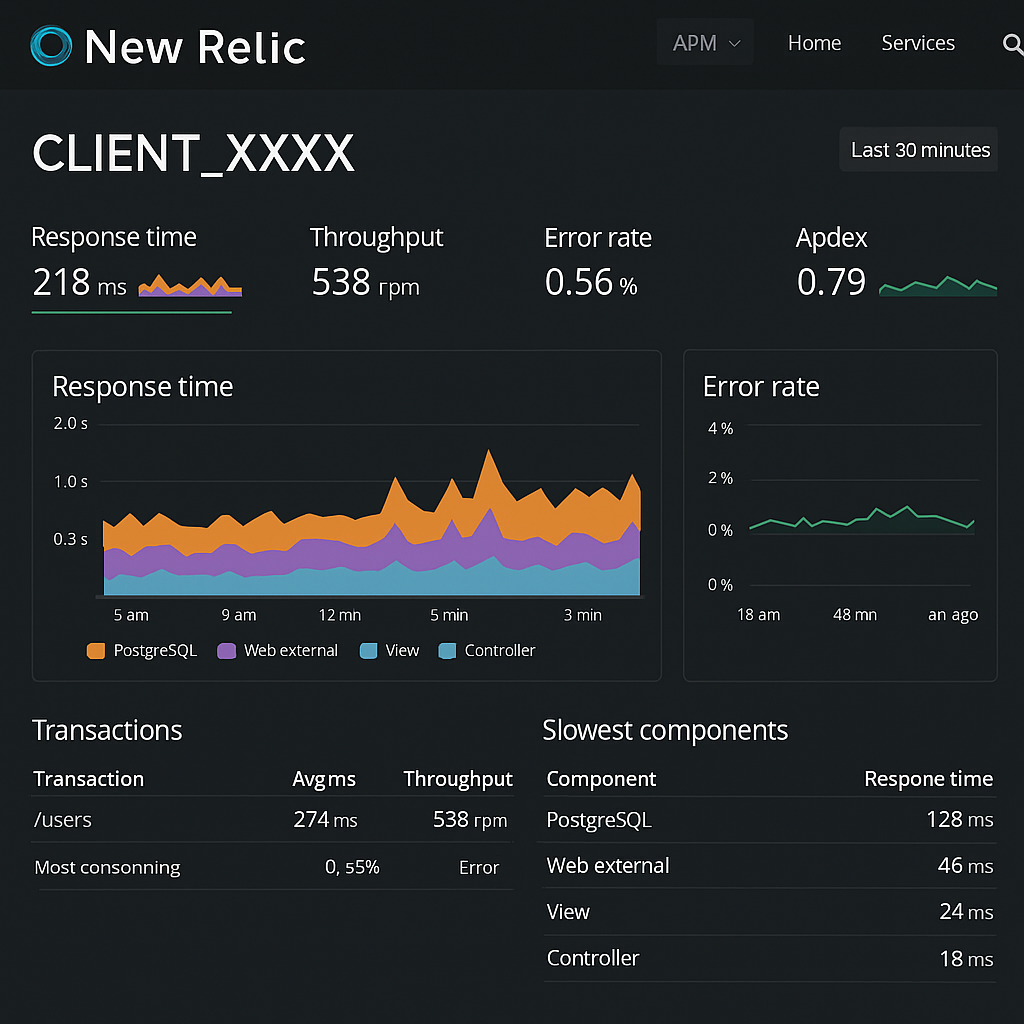 New Relic
APM Home Services
CLIENT_XXXX
Last 30 minutes
Response time Throughput Error rate Apdex
218 ms 538 rpm 0.56 % 0.79
Response time
2.0 s
1.0 s
0.3 s
5 am 9 am 12 mn 5 min 3 min
PostgreSQL Web external View Controller
Error rate
4 %
2 %
0 %
0 %
18 am 48 mn an ago
Transactions
Transaction Avgms Throughput
/users 274 ms 538 rpm
Most consonning 0, 55% Error
Slowest components
Component Respone time
PostgreSQL 128 ms
Web external 46 ms
View 24 ms
Controller 18 ms